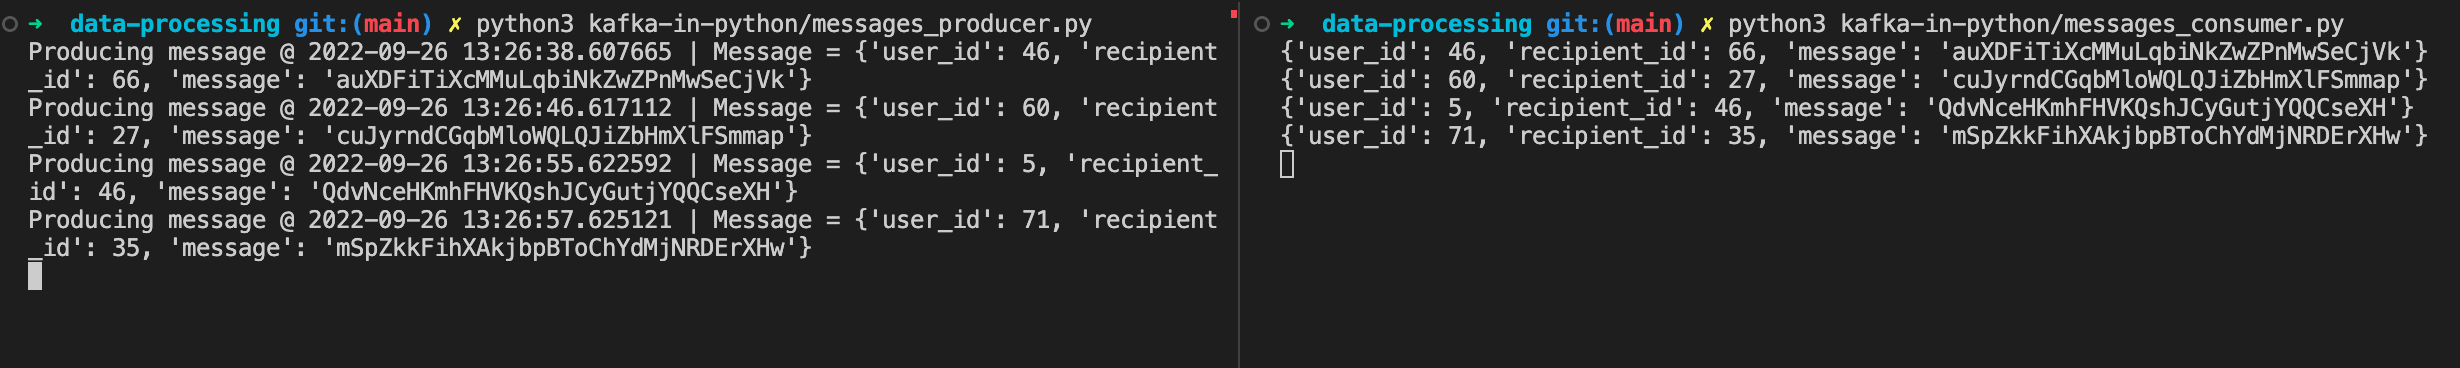 ➜  data-processing git:(main) ✗ python3 kafka-in-python/messages_producer.py
Producing message @ 2022-09-26 13:26:38.607665 | Message = {'user_id': 46, 'recipient
_id': 66, 'message': 'auXDFiTiXcMMuLqbiNkZwZPnMwSeCjVk'}
Producing message @ 2022-09-26 13:26:46.617112 | Message = {'user_id': 60, 'recipient
_id': 27, 'message': 'cuJyrndCGqbMloWQLQJiZbHmXlFSmmap'}
Producing message @ 2022-09-26 13:26:55.622592 | Message = {'user_id': 5, 'recipient_
id': 46, 'message': 'QdvNceHKmhFHVKQshJCyGutjYQQCseXH'}
Producing message @ 2022-09-26 13:26:57.625121 | Message = {'user_id': 71, 'recipient
_id': 35, 'message': 'mSpZkkFihXAkjbpBToChYdMjNRDErXHw'}
➜  data-processing git:(main) ✗ python3 kafka-in-python/messages_consumer.py
{'user_id': 46, 'recipient_id': 66, 'message': 'auXDFiTiXcMMuLqbiNkZwZPnMwSeCjVk'}
{'user_id': 60, 'recipient_id': 27, 'message': 'cuJyrndCGqbMloWQLQJiZbHmXlFSmmap'}
{'user_id': 5, 'recipient_id': 46, 'message': 'QdvNceHKmhFHVKQshJCyGutjYQQCseXH'}
{'user_id': 71, 'recipient_id': 35, 'message': 'mSpZkkFihXAkjbpBToChYdMjNRDErXHw'}